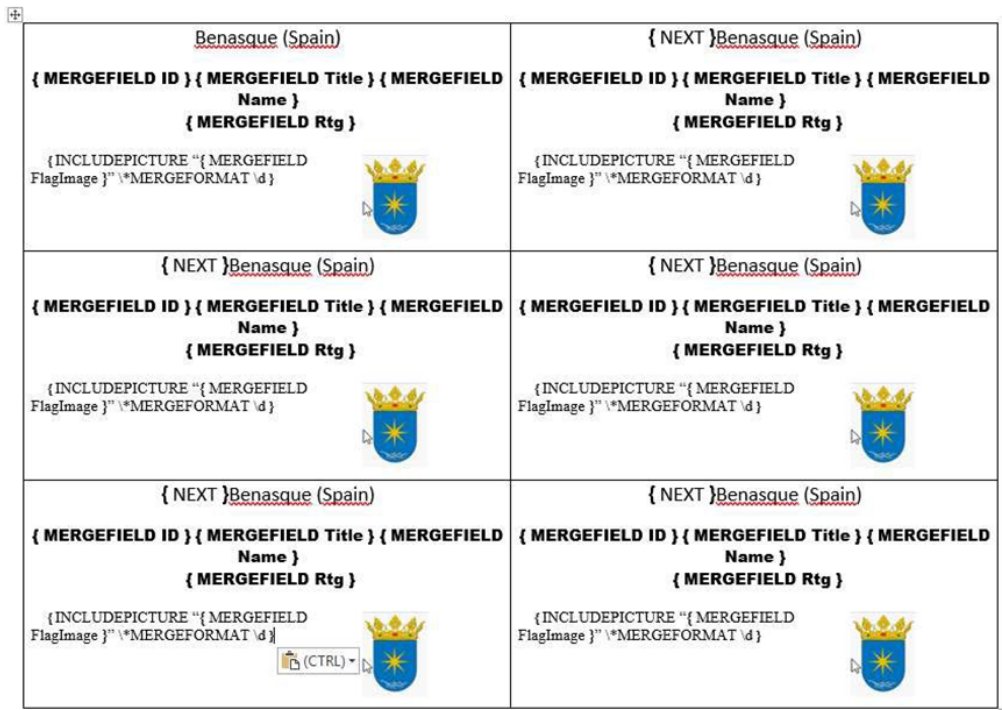 Benasque (Spain)
{ MERGEFIELD ID } { MERGEFIELD Title } { MERGEFIELD
Name }
{ MERGEFIELD Rtg }
{ INCLUDEPICTURE “{ MERGEFIELD
FlagImage }” \*MERGEFORMAT \d }
{ NEXT }Benasque (Spain)
{ MERGEFIELD ID } { MERGEFIELD Title } { MERGEFIELD
Name }
{ MERGEFIELD Rtg }
{ INCLUDEPICTURE “{ MERGEFIELD
FlagImage }” \*MERGEFORMAT \d }
{ NEXT }Benasque (Spain)
{ MERGEFIELD ID } { MERGEFIELD Title } { MERGEFIELD
Name }
{ MERGEFIELD Rtg }
{ INCLUDEPICTURE “{ MERGEFIELD
FlagImage }” \*MERGEFORMAT \d }
{ NEXT }Benasque (Spain)
{ MERGEFIELD ID } { MERGEFIELD Title } { MERGEFIELD
Name }
{ MERGEFIELD Rtg }
{ INCLUDEPICTURE “{ MERGEFIELD
FlagImage }” \*MERGEFORMAT \d }
{ NEXT }Benasque (Spain)
{ MERGEFIELD ID } { MERGEFIELD Title } { MERGEFIELD
Name }
{ MERGEFIELD Rtg }
{ INCLUDEPICTURE “{ MERGEFIELD
FlagImage }” \*MERGEFORMAT \d }
(CTRL)
{ NEXT }Benasque (Spain)
{ MERGEFIELD ID } { MERGEFIELD Title } { MERGEFIELD
Name }
{ MERGEFIELD Rtg }
{ INCLUDEPICTURE “{ MERGEFIELD
FlagImage }” \*MERGEFORMAT \d }